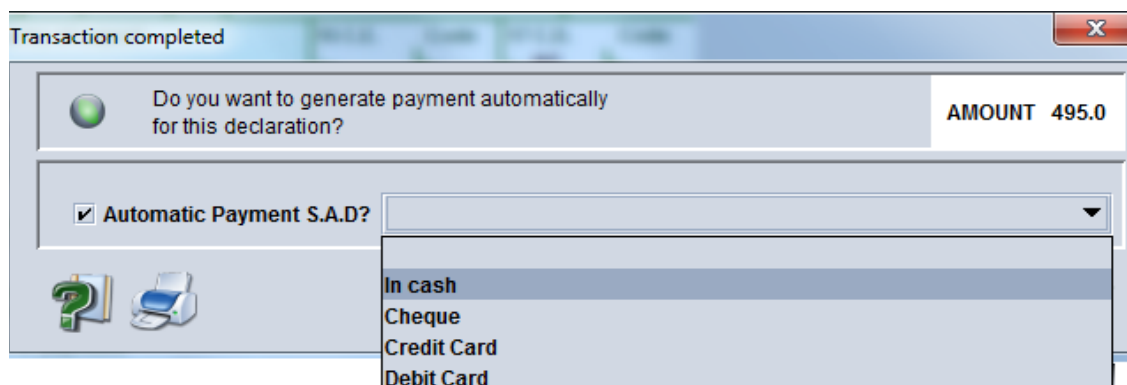 Transaction completed
Do you want to generate payment automatically
for this declaration?
AMOUNT 495.0
Automatic Payment S.A.D?
In cash
Cheque
Credit Card
Debit Card